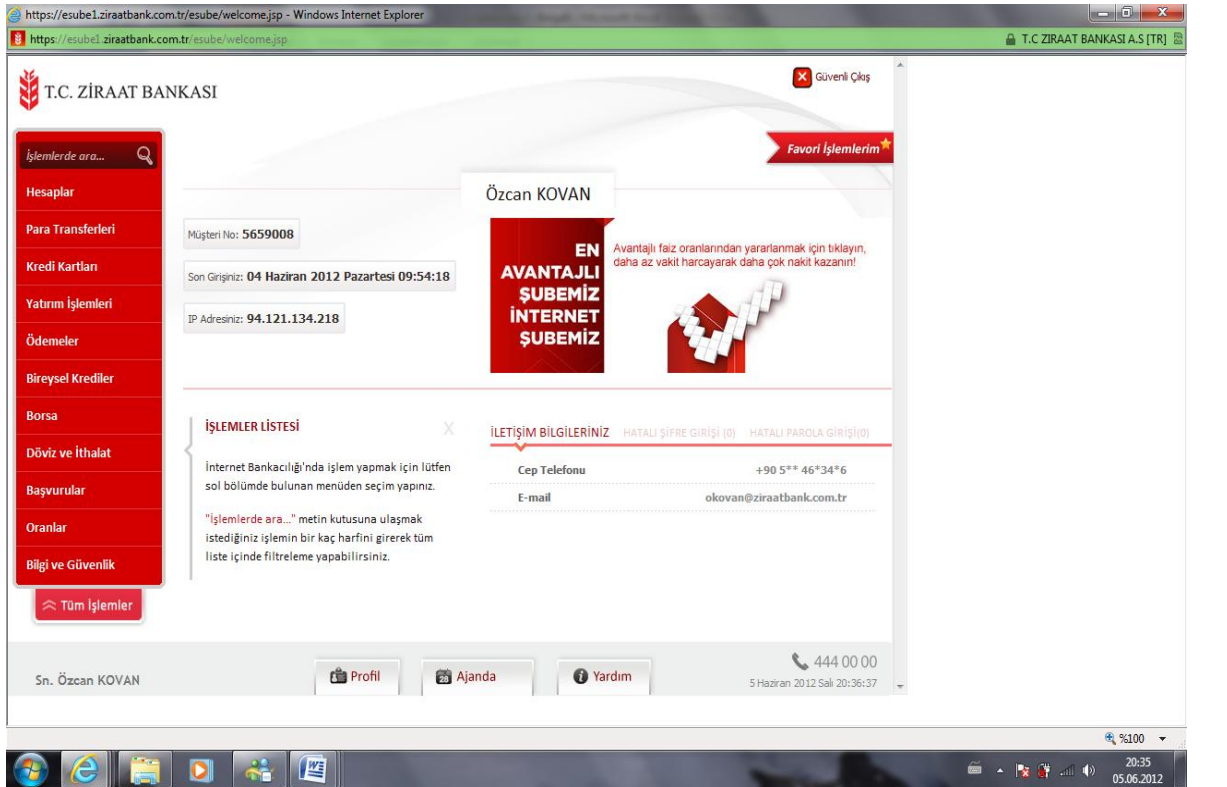 https://esube1.ziraatbank.com.tr/esube/welcome.jsp - Windows Internet Explorer
https://esube1.ziraatbank.com.tr/esube/welcome.jsp
T.C ZIRAAT BANKASI A.S [TR]
T.C. ZİRAAT BANKASI
Güvenli Çıkış
İşlemlerde ara...
Favori İşlemlerim
Hesaplar
Para Transferleri
Kredi Kartları
Yatırım İşlemleri
Ödemeler
Bireysel Krediler
Borsa
Döviz ve İthalat
Başvurular
Oranlar
Bilgi ve Güvenlik
Tüm İşlemler
Özcan KOVAN
Müşteri No: 5659008
Son Girişiniz: 04 Haziran 2012 Pazartesi 09:54:18
IP Adresiniz: 94.121.134.218
EN
AVANTAJLI
ŞUBEMİZ
İNTERNET
ŞUBEMİZ
Avantajlı faiz oranlarından yararlanmak için tıklayın,
daha az vakit harcayarak daha çok nakit kazanın!
İŞLEMLER LİSTESİ
X
İnternet Bankacılığı'nda işlem yapmak için lütfen
sol bölümde bulunan menüden seçim yapınız.
"İşlemlerde ara..." metin kutusuna ulaşmak
istediğiniz işlemin bir kaç harfini girerek tüm
liste içinde filtreleme yapabilirsiniz.
İLETİŞİM BİLGİLERİNİZ HATALI ŞİFRE GİRİŞİ (0) HATALI PAROLA GİRİŞİ(0)
Cep Telefonu +90 5** 46*34*6
E-mail okovan@ziraatbank.com.tr
Sn. Özcan KOVAN
Profil
28
Ajanda
Yardım
444 00 00
5 Haziran 2012 Salı 20:36:37
%100
20:35
05.06.2012